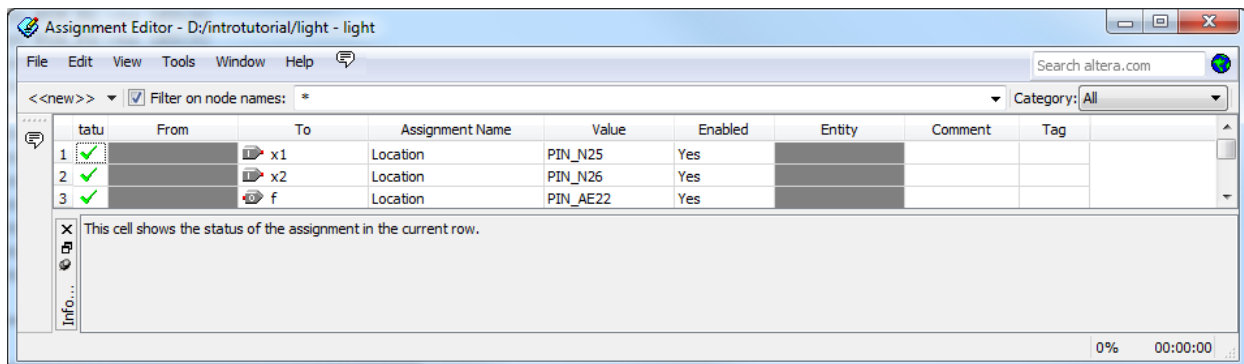 Assignment Editor - D:/introtutorial/light - light
File Edit View Tools Window Help Search altera.com
<<new>> Filter on node names: * Category: All
tatu From To Assignment Name Value Enabled Entity Comment Tag
1 x1 Location PIN_N25 Yes
2 x2 Location PIN_N26 Yes
3 f Location PIN_AE22 Yes
This cell shows the status of the assignment in the current row.
Info...
0% 00:00:00